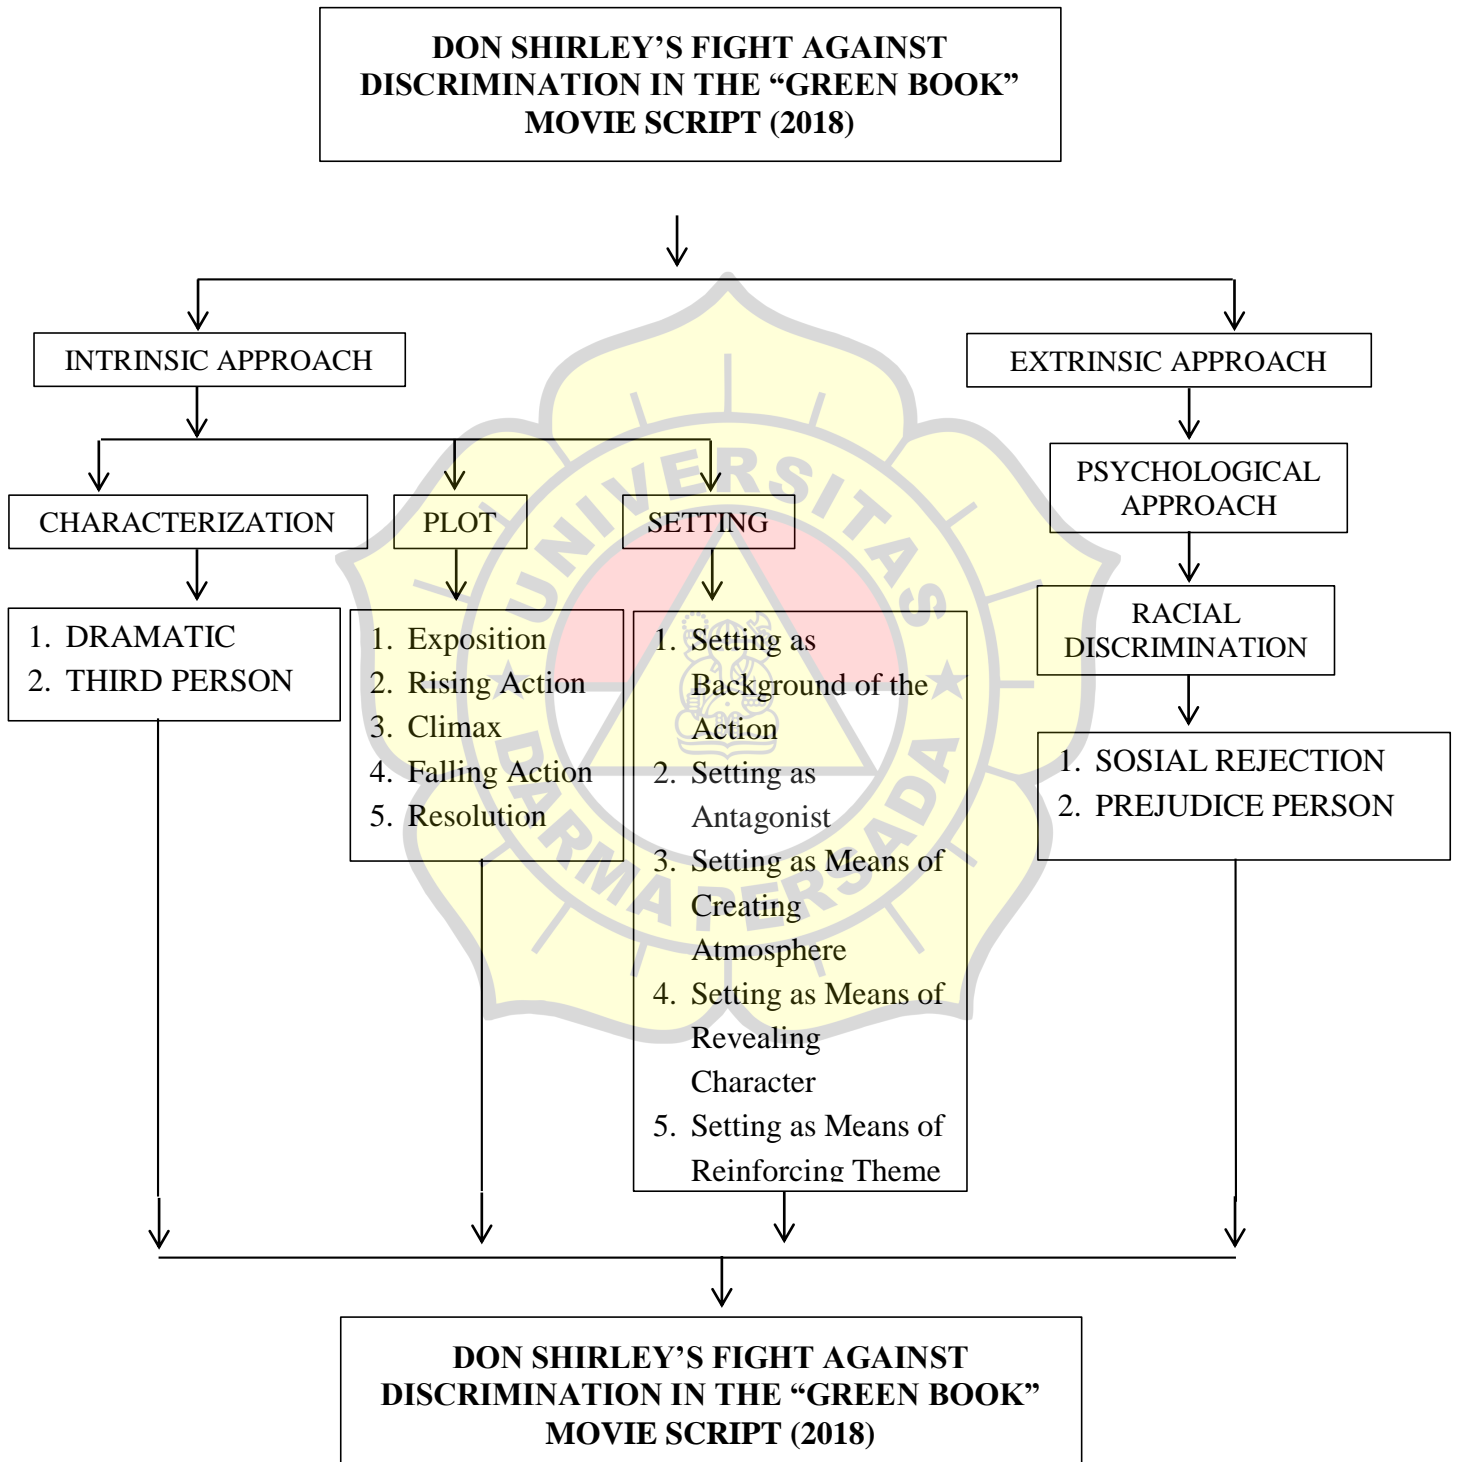 DON SHIRLEY’S FIGHT AGAINST
DISCRIMINATION IN THE “GREEN BOOK”
MOVIE SCRIPT (2018)
INTRINSIC APPROACH
EXTRINSIC APPROACH
CHARACTERIZATION
PLOT
SETTING
PSYCHOLOGICAL
APPROACH
1. DRAMATIC
2. THIRD PERSON
1. Exposition
2. Rising Action
3. Climax
4. Falling Action
5. Resolution
1. Setting as
Background of the
Action
2. Setting as
Antagonist
3. Setting as Means of
Creating
Atmosphere
4. Setting as Means of
Revealing
Character
5. Setting as Means of
Reinforcing Theme
RACIAL
DISCRIMINATION
1. SOSIAL REJECTION
2. PREJUDICE PERSON
UNIVERSITAS
DARMA PERSADA
DON SHIRLEY’S FIGHT AGAINST
DISCRIMINATION IN THE “GREEN BOOK”
MOVIE SCRIPT (2018)